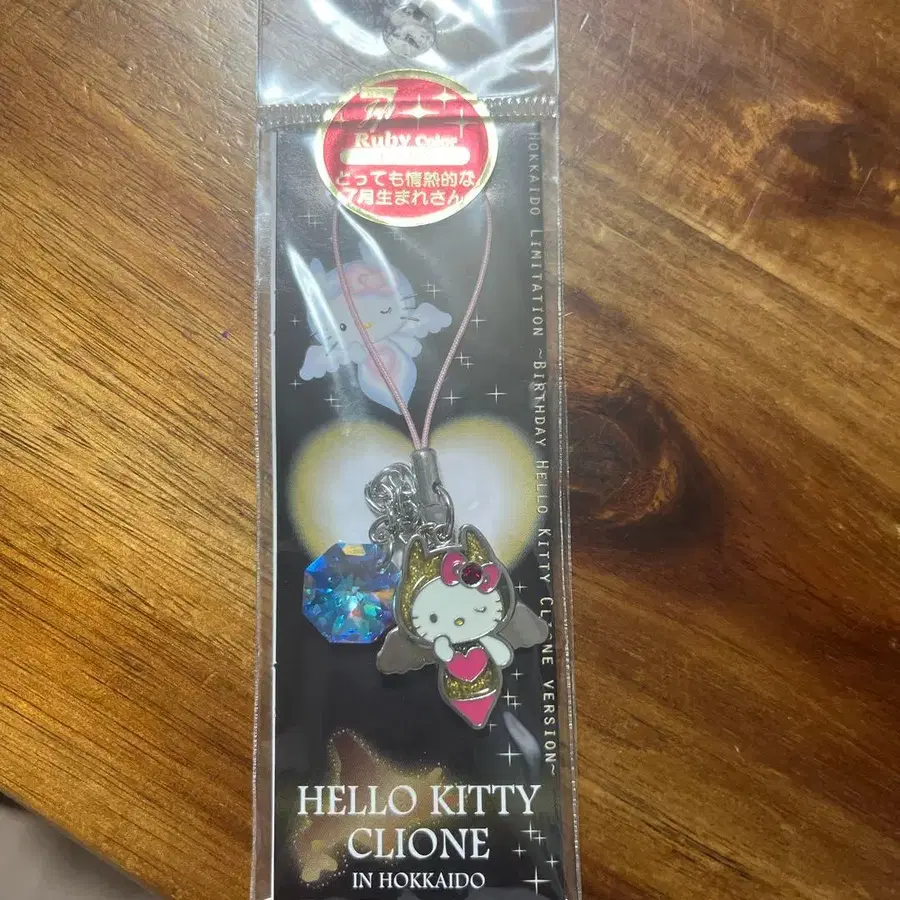 7月
Ruby Color
とっても情熱的な
7月生まれさん
HOKKAIDO LIMITATION ~BIRTHDAY HELLO KITTY CLIONE VERSION~
HELLO KITTY
CLIONE
IN HOKKAIDO